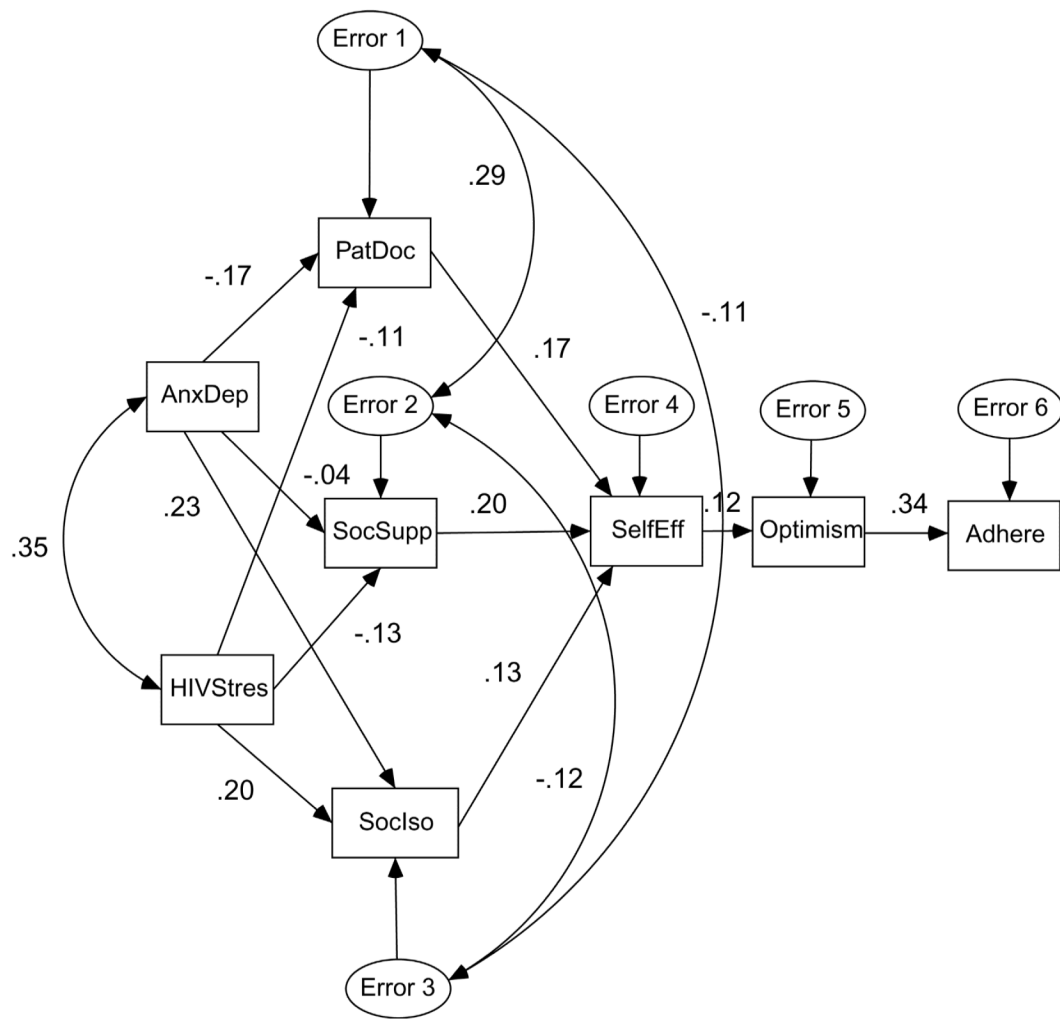 Error 1
.29
PatDoc
-.17
-.11
-.11
.17
AnxDep
Error 2
Error 4
Error 5
Error 6
-.04
.23
.20
.12
.34
SocSupp
SelfEff
Optimism
Adhere
.35
-.13
HIVStres
.13
.20
-.12
SocIso
Error 3